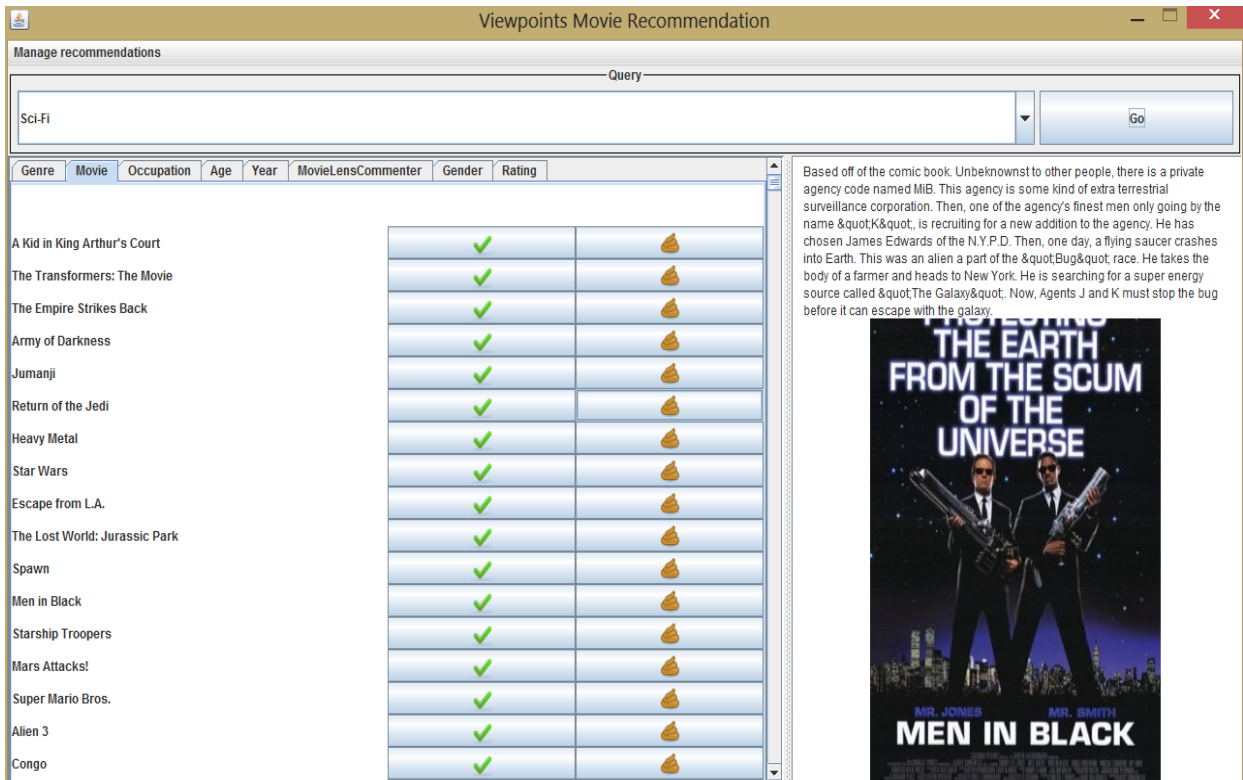 Viewpoints Movie Recommendation
Manage recommendations
Query
Sci-Fi
Go
Genre Movie Occupation Age Year MovieLensCommenter Gender Rating
A Kid in King Arthur's Court
The Transformers: The Movie
The Empire Strikes Back
Army of Darkness
Jumanji
Return of the Jedi
Heavy Metal
Star Wars
Escape from L.A.
The Lost World: Jurassic Park
Spawn
Men in Black
Starship Troopers
Mars Attacks!
Super Mario Bros.
Alien 3
Congo
Based off of the comic book. Unbeknownst to other people, there is a private
agency code named MiB. This agency is some kind of extra terrestrial
surveillance corporation. Then, one of the agency's finest men only going by the
name &quot;K&quot;, is recruiting for a new addition to the agency. He has
chosen James Edwards of the N.Y.P.D. Then, one day, a flying saucer crashes
into Earth. This was an alien a part of the &quot;Bug&quot; race. He takes the
body of a farmer and heads to New York. He is searching for a super energy
source called &quot;The Galaxy&quot;. Now, Agents J and K must stop the bug
before it can escape with the galaxy.
PROTECTING
THE EARTH
FROM THE SCUM
OF THE
UNIVERSE
MR. JONES MR. SMITH
MEN IN BLACK